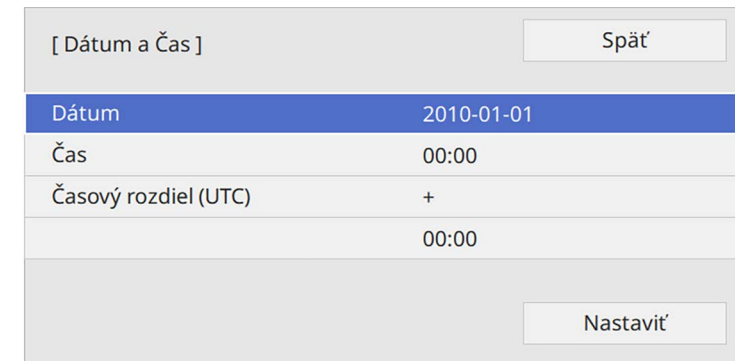 [ Dátum a Čas ]
Späť
Dátum 2010-01-01
Čas 00:00
Časový rozdiel (UTC) +
00:00
Nastaviť